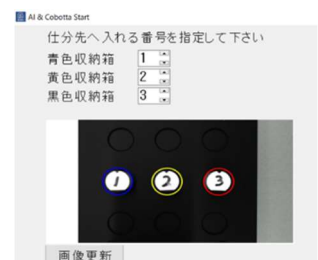 AI & Cobotta Start
仕分先へ入れる番号を指定して下さい
青色収納箱 1
黄色収納箱 2
黒色収納箱 3
1 2 3
画像更新